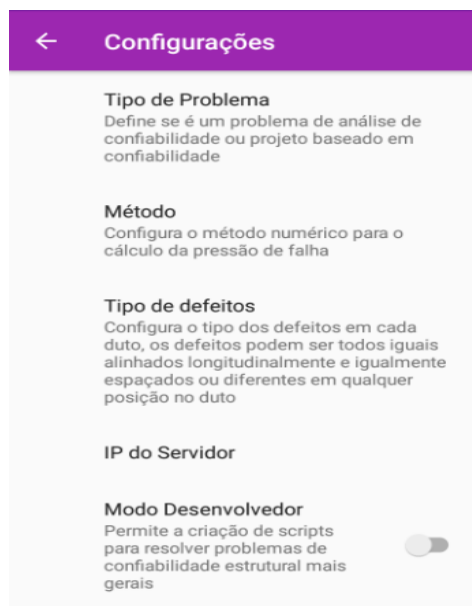 Configurações
Tipo de Problema
Define se é um problema de análise de
confiabilidade ou projeto baseado em
confiabilidade
Método
Configura o método numérico para o
cálculo da pressão de falha
Tipo de defeitos
Configura o tipo dos defeitos em cada
duto, os defeitos podem ser todos iguais
alinhados longitudinalmente e igualmente
espaçados ou diferentes em qualquer
posição no duto
IP do Servidor
Modo Desenvolvedor
Permite a criação de scripts
para resolver problemas de
confiabilidade estrutural mais
gerais